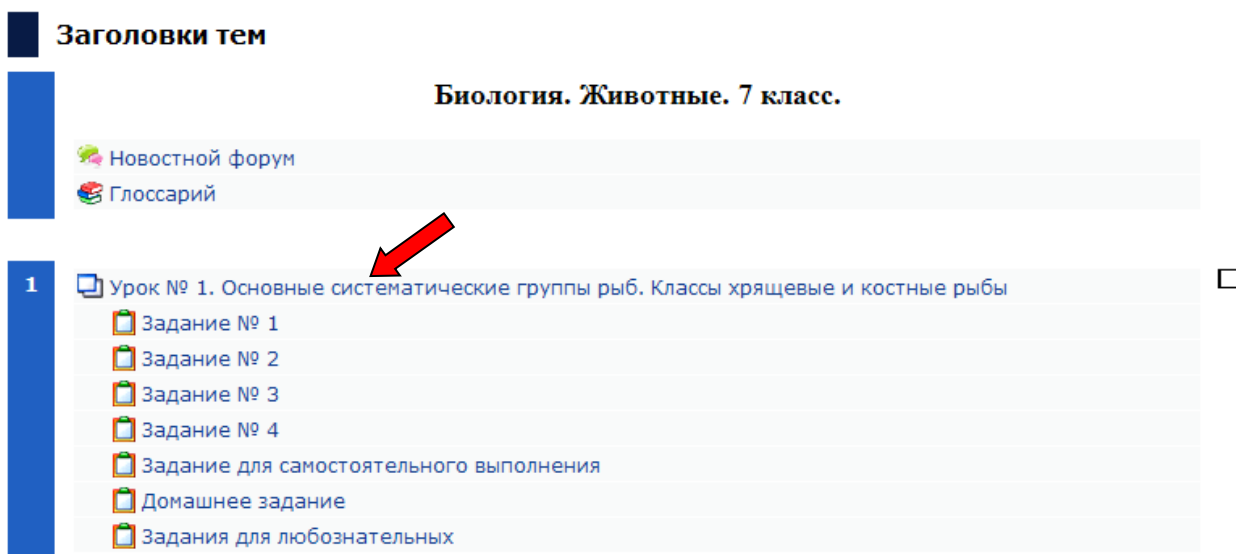 Заголовки тем
Биология. Животные. 7 класс.
Новостной форум
Глоссарий
1
Урок № 1. Основные систематические группы рыб. Классы хрящевые и костные рыбы
Задание № 1
Задание № 2
Задание № 3
Задание № 4
Задание для самостоятельного выполнения
Домашнее задание
Задания для любознательных